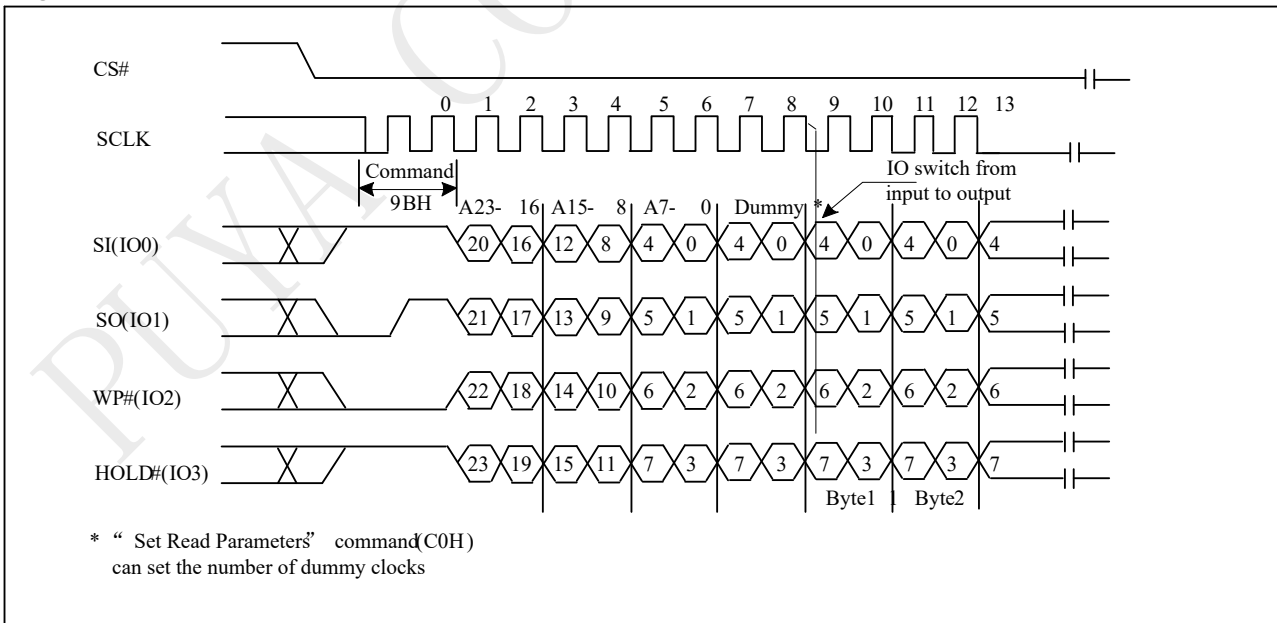 PUYA CO
CS#
0 1 2 3 4 5 6 7 8 9 10 11 12 13
SCLK
Command
9BH
IO switch from
input to output
A23- 16 A15- 8 A7- 0 Dummy *
SI(IO0) 20 16 12 8 4 0 4 0 4 0 4 0 4
SO(IO1) 21 17 13 9 5 1 5 1 5 1 5 1 5
WP#(IO2) 22 18 14 10 6 2 6 2 6 2 6 2 6
HOLD#(IO3) 23 19 15 11 7 3 7 3 7 3 7 3 7
Byte1 1 Byte2
* “ Set Read Parameters” command(C0H)
can set the number of dummy clocks